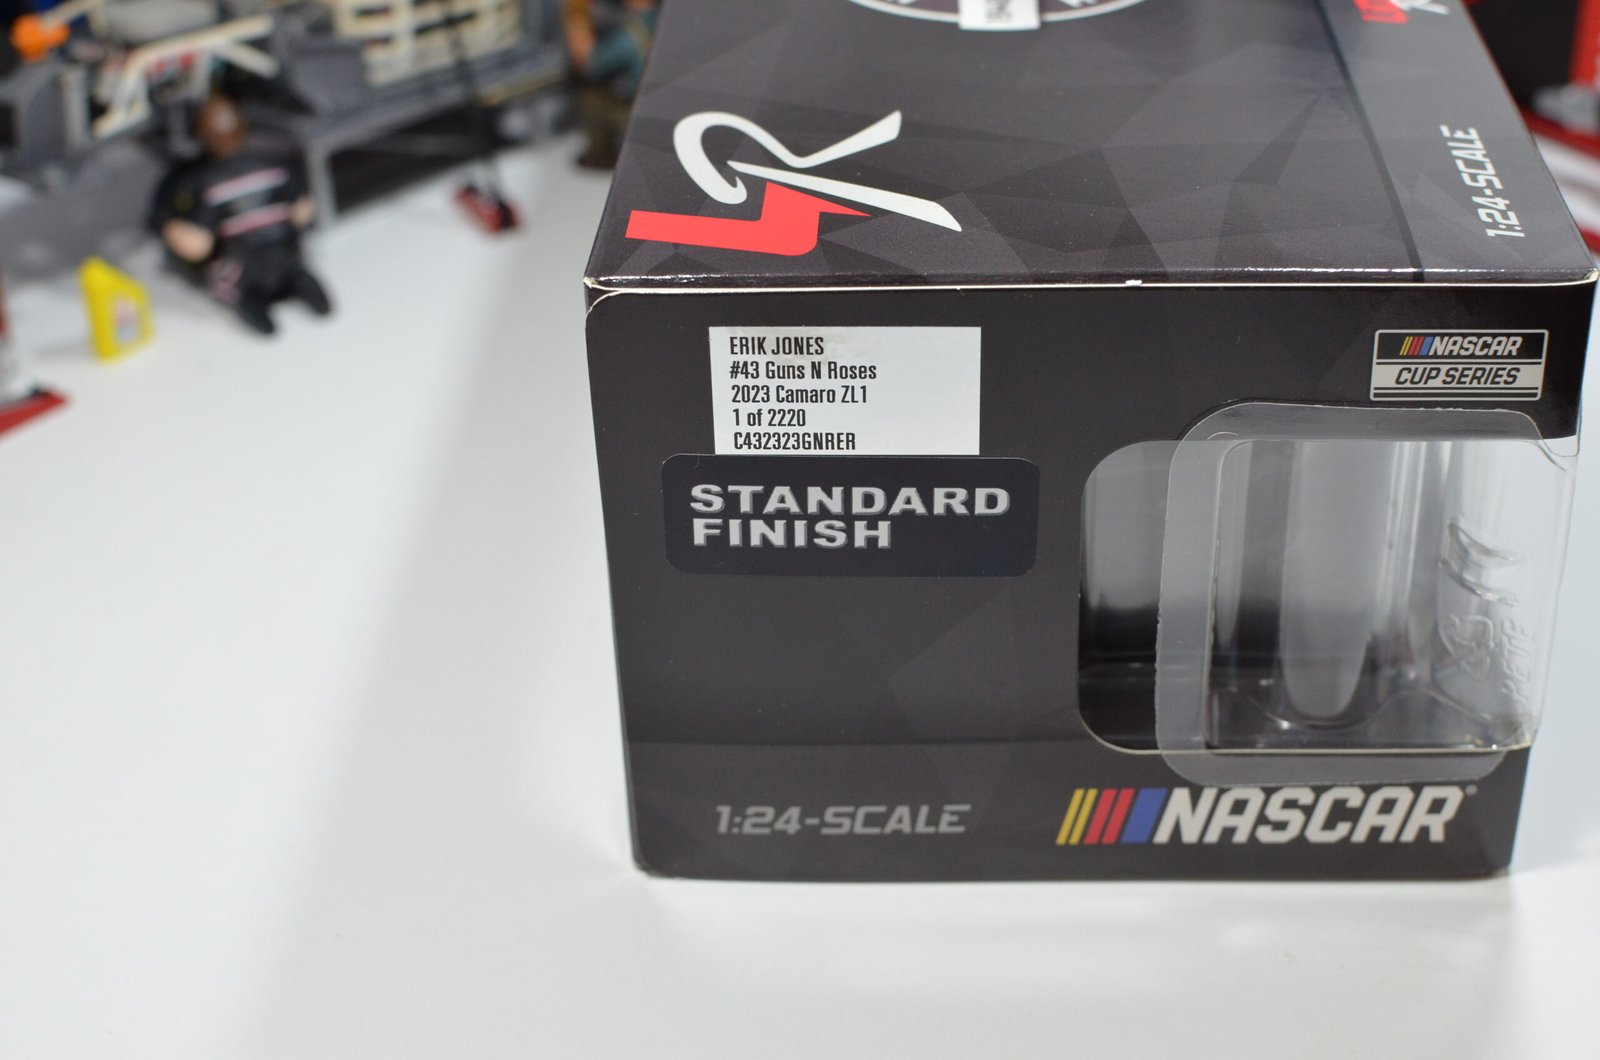 1:24-SCALE
ERIK JONES
#43 Guns N Roses
2023 Camaro ZL1
1 of 2220
C432323GNRER
STANDARD
FINISH
NASCAR
CUP SERIES
1:24-SCALE
NASCAR®